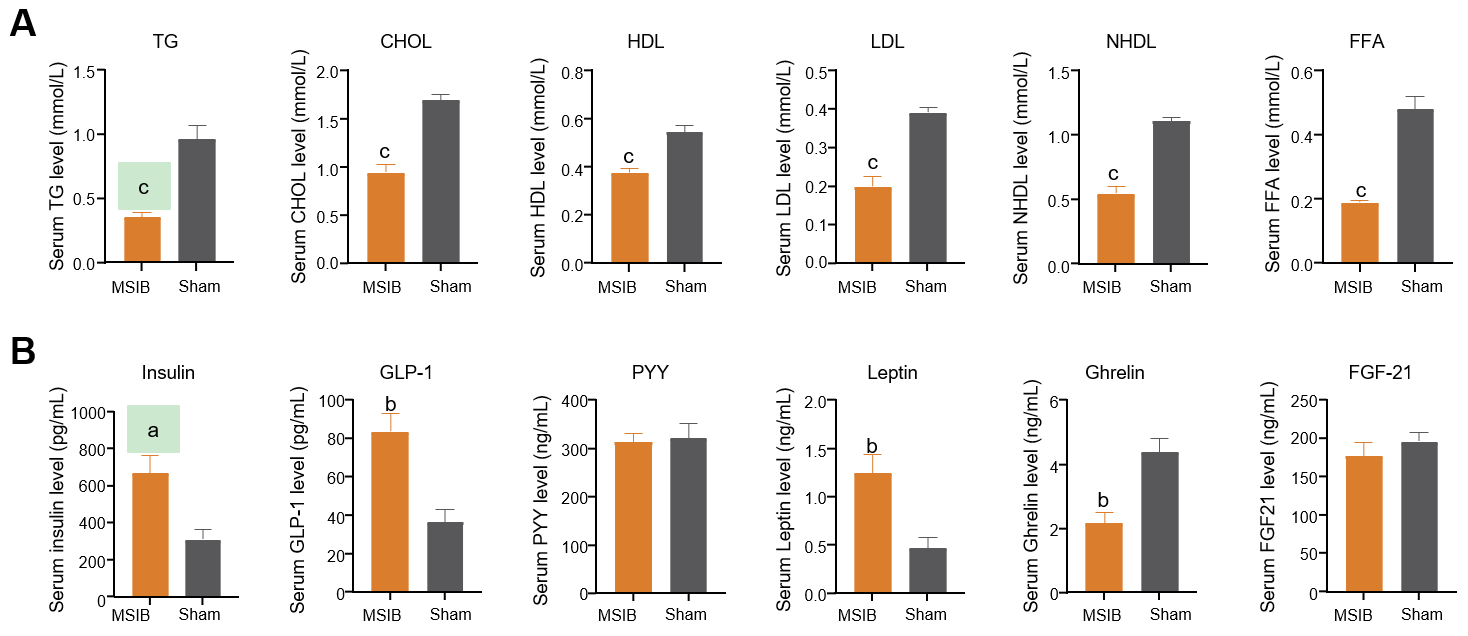 A
TG
CHOL
HDL
LDL
NHDL
FFA
Serum TG level (mmol/L)
1.5
1.0
0.5
0.0
c
MSIB
Sham
Serum CHOL level (mmol/L)
2.0
1.5
1.0
0.5
0.0
c
MSIB
Sham
Serum HDL level (mmol/L)
0.8
0.6
0.4
0.2
0.0
c
MSIB
Sham
Serum LDL level (mmol/L)
0.5
0.4
0.3
0.2
0.1
0.0
c
MSIB
Sham
Serum NHDL level (mmol/L)
1.5
1.0
0.5
0.0
c
MSIB
Sham
Serum FFA level (mmol/L)
0.6
0.4
0.2
0.0
c
MSIB
Sham
B
Insulin
GLP-1
PYY
Leptin
Ghrelin
FGF-21
Serum insulin level (pg/mL)
1000
800
600
400
200
0
a
MSIB
Sham
Serum GLP-1 level (pg/mL)
100
80
60
40
20
0
b
MSIB
Sham
Serum PYY level (ng/mL)
400
300
200
100
0
MSIB
Sham
Serum Leptin level (ng/mL)
2.0
1.5
1.0
0.5
0.0
b
MSIB
Sham
Serum Ghrelin level (ng/mL)
6
4
2
0
b
MSIB
Sham
Serum FGF21 level (ng/mL)
250
200
150
100
50
0
MSIB
Sham